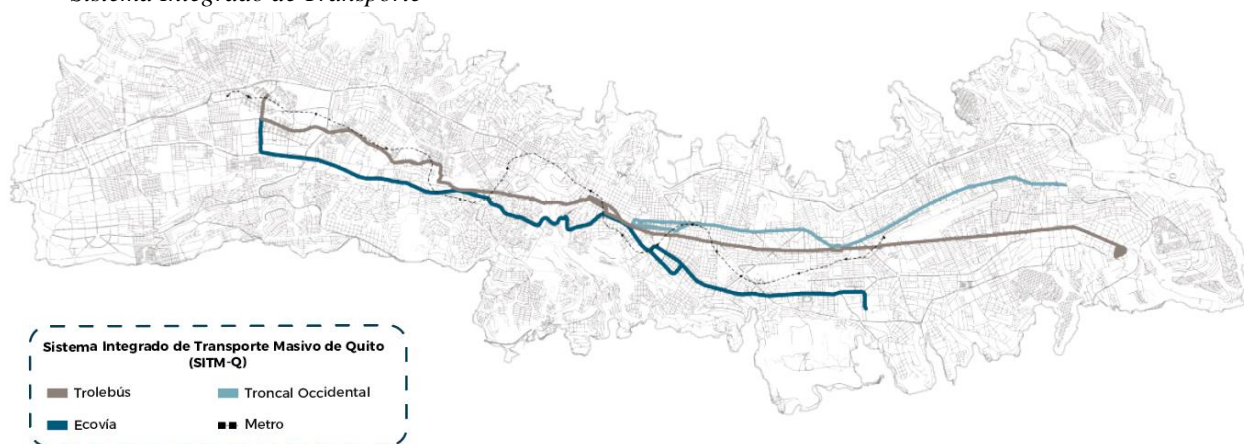 Sistema Integrado de Transporte
Sistema Integrado de Transporte Masivo de Quito
(SITM-Q)
Trolebús
Troncal Occidental
Ecovía
Metro